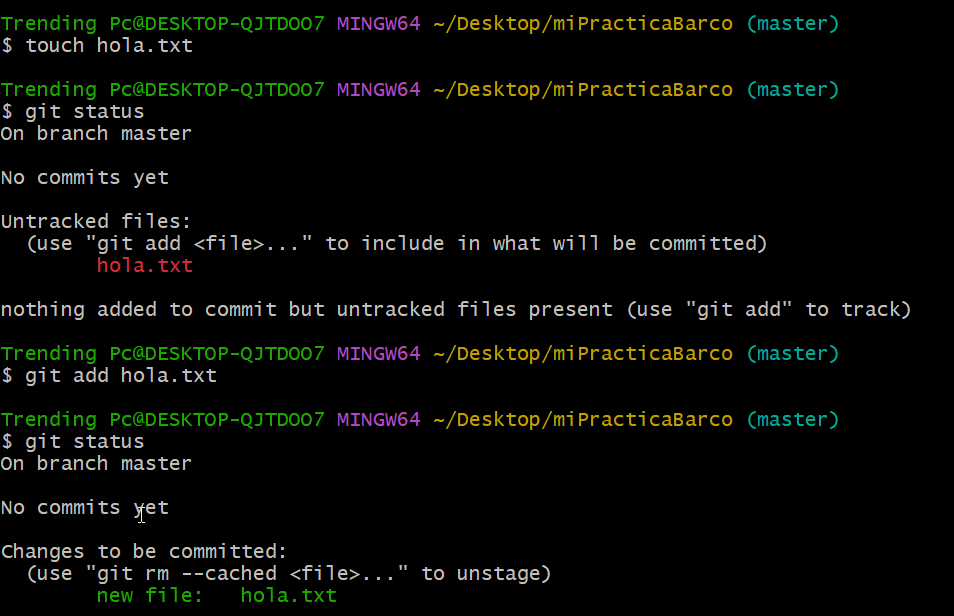 Trending Pc@DESKTOP-QJTDOO7 MINGW64 ~/Desktop/miPracticaBarco (master)
$ touch hola.txt
Trending Pc@DESKTOP-QJTDOO7 MINGW64 ~/Desktop/miPracticaBarco (master)
$ git status
On branch master
No commits yet
Untracked files:
  (use "git add <file>..." to include in what will be committed)
        hola.txt
nothing added to commit but untracked files present (use "git add" to track)
Trending Pc@DESKTOP-QJTDOO7 MINGW64 ~/Desktop/miPracticaBarco (master)
$ git add hola.txt
Trending Pc@DESKTOP-QJTDOO7 MINGW64 ~/Desktop/miPracticaBarco (master)
$ git status
On branch master
No commits yet
Changes to be committed:
  (use "git rm --cached <file>..." to unstage)
        new file:   hola.txt